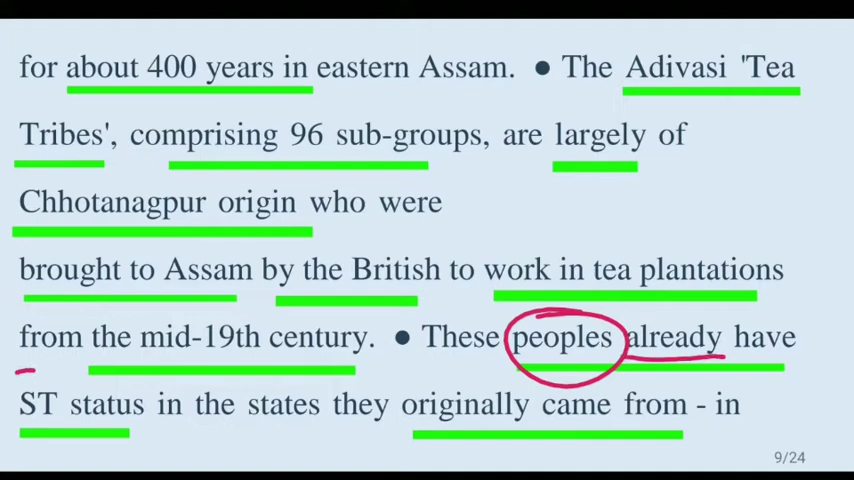 for about 400 years in eastern Assam. ● The Adivasi 'Tea
Tribes', comprising 96 sub-groups, are largely of
Chhotanagpur origin who were
brought to Assam by the British to work in tea plantations
from the mid-19th century. ● These peoples already have
ST status in the states they originally came from - in
9/24